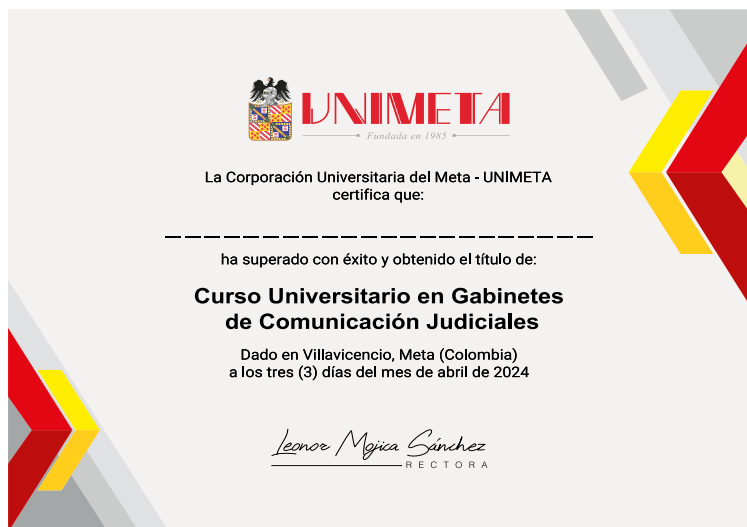 UNIMETA
Fundada en 1985
La Corporación Universitaria del Meta - UNIMETA
certifica que:
ha superado con éxito y obtenido el título de:
Curso Universitario en Gabinetes
de Comunicación Judiciales
Dado en Villavicencio, Meta (Colombia)
a los tres (3) días del mes de abril de 2024
Leonor Mojica Sánchez
RECTORA